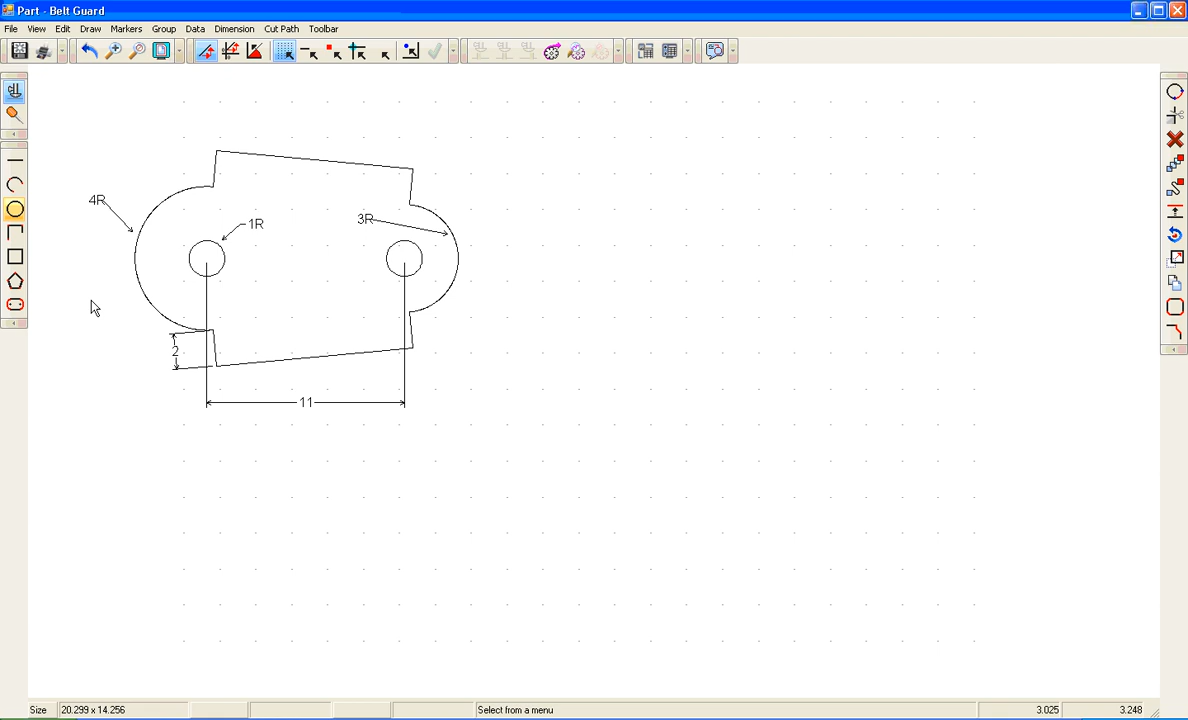 Part - Belt Guard
File View Edit Draw Markers Group Data Dimension Cut Path Toolbar
4R
1R
3R
2
11
Size 20.299 x 14.256 Select from a menu 3.025 3.248